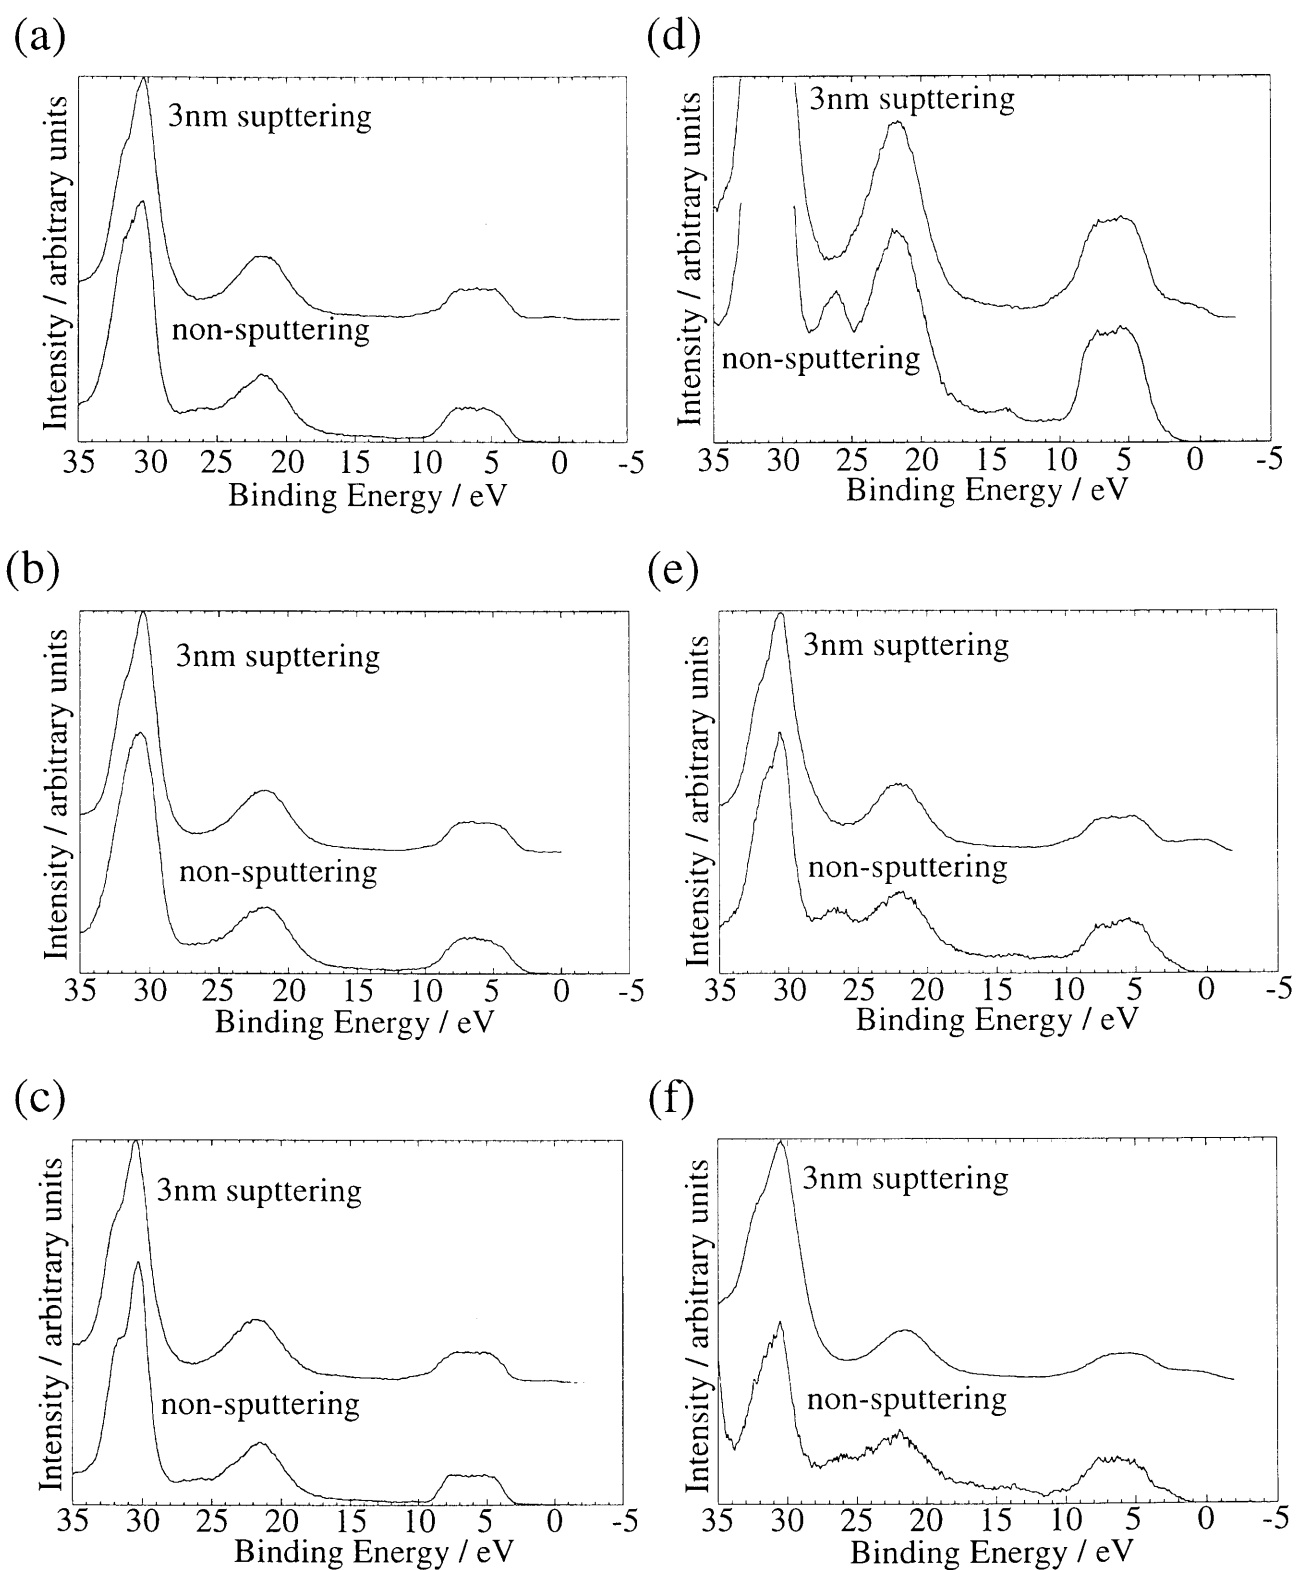 (a)
Intensity / arbitrary units
3nm supttering
non-sputtering
35 30 25 20 15 10 5 0 -5
Binding Energy / eV
(d)
Intensity / arbitrary units
3nm supttering
non-sputtering
35 30 25 20 15 10 5 0 -5
Binding Energy / eV
(b)
Intensity / arbitrary units
3nm supttering
non-sputtering
35 30 25 20 15 10 5 0 -5
Binding Energy / eV
(e)
Intensity / arbitrary units
3nm supttering
non-sputtering
35 30 25 20 15 10 5 0 -5
Binding Energy / eV
(c)
Intensity / arbitrary units
3nm supttering
non-sputtering
35 30 25 20 15 10 5 0 -5
Binding Energy / eV
(f)
Intensity / arbitrary units
3nm supttering
non-sputtering
35 30 25 20 15 10 5 0 -5
Binding Energy / eV